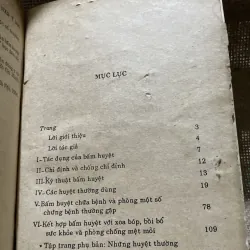 MỤC LỤC
Trang
Lời giới thiệu 3
Lời tác giả 4
I-Tác dụng của bấm huyệt 7
II-Chỉ định và chống chỉ định 12
III-Kỹ thuật bấm huyệt 13
IV-Các huyệt thường dùng 19
V.Bấm huyệt chữa bệnh và phòng một số
chứng bệnh thường gặp 78
VI-Kết hợp bấm huyệt với xoa bóp, bồi bổ
sức khỏe và phòng chống mệt mỏi 109
• Tập trang phụ bản: Những huyệt thường